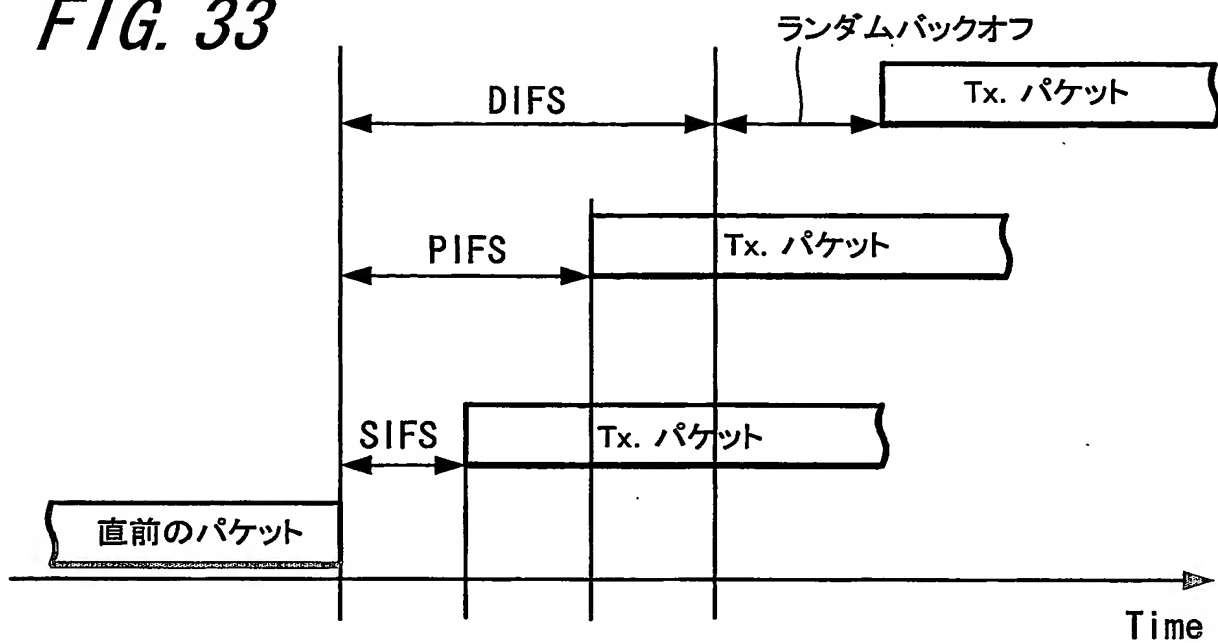 FIG. 33
ランダムバックオフ
DIFS
Tx. パケット
PIFS
Tx. パケット
SIFS
Tx. パケット
直前のパケット
Time